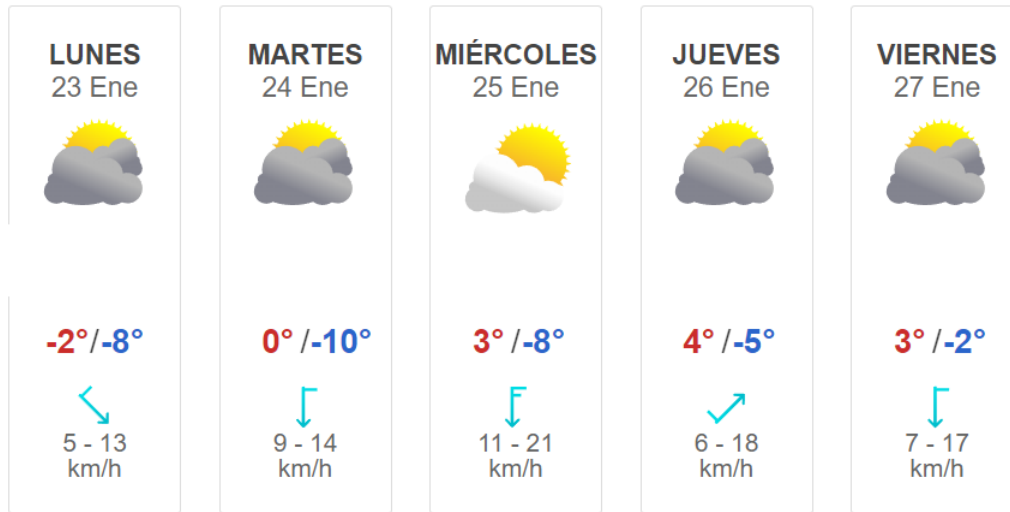 LUNES
23 Ene
-2°/-8°
5 - 13
km/h
MARTES
24 Ene
0° /-10°
9 - 14
km/h
MIÉRCOLES
25 Ene
3° /-8°
11 - 21
km/h
JUEVES
26 Ene
4° /-5°
6 - 18
km/h
VIERNES
27 Ene
3° /-2°
7 - 17
km/h